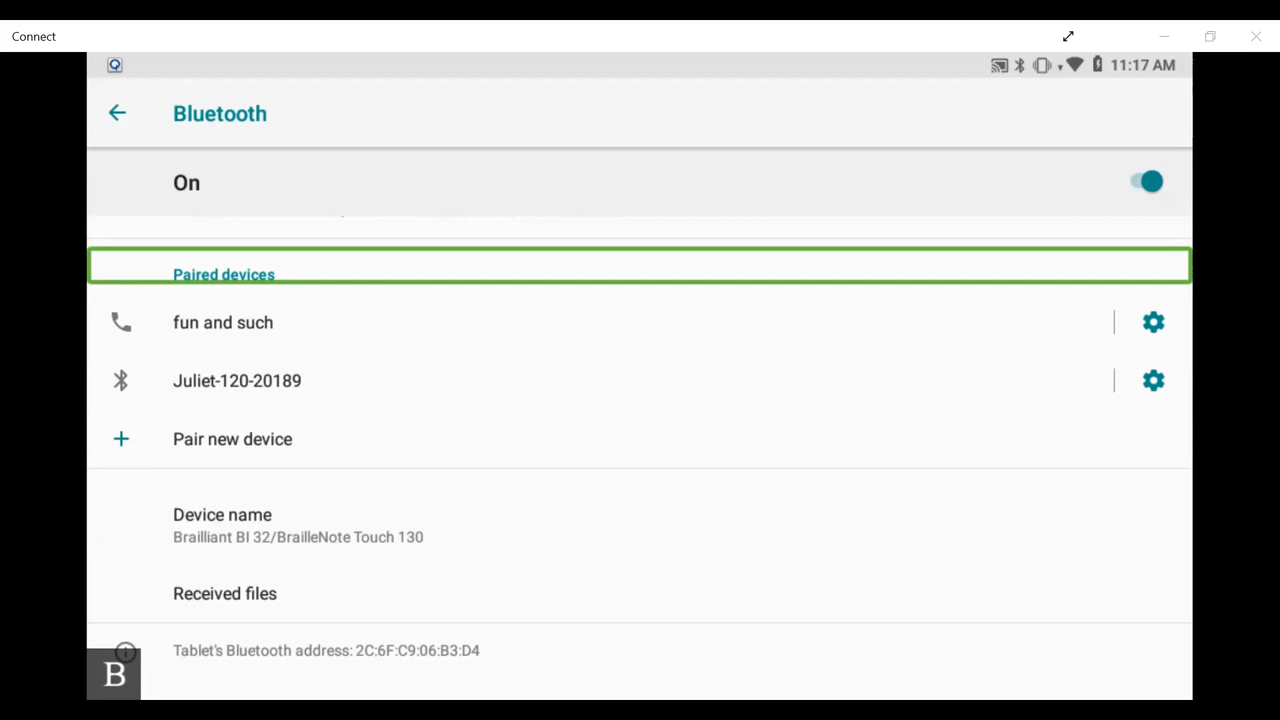 Connect
11:17 AM
Bluetooth
On
Paired devices
fun and such
Juliet-120-20189
Pair new device
Device name
Brailliant BI 32/BrailleNote Touch 130
Received files
Tablet's Bluetooth address: 2C:6F:C9:06:B3:D4
B